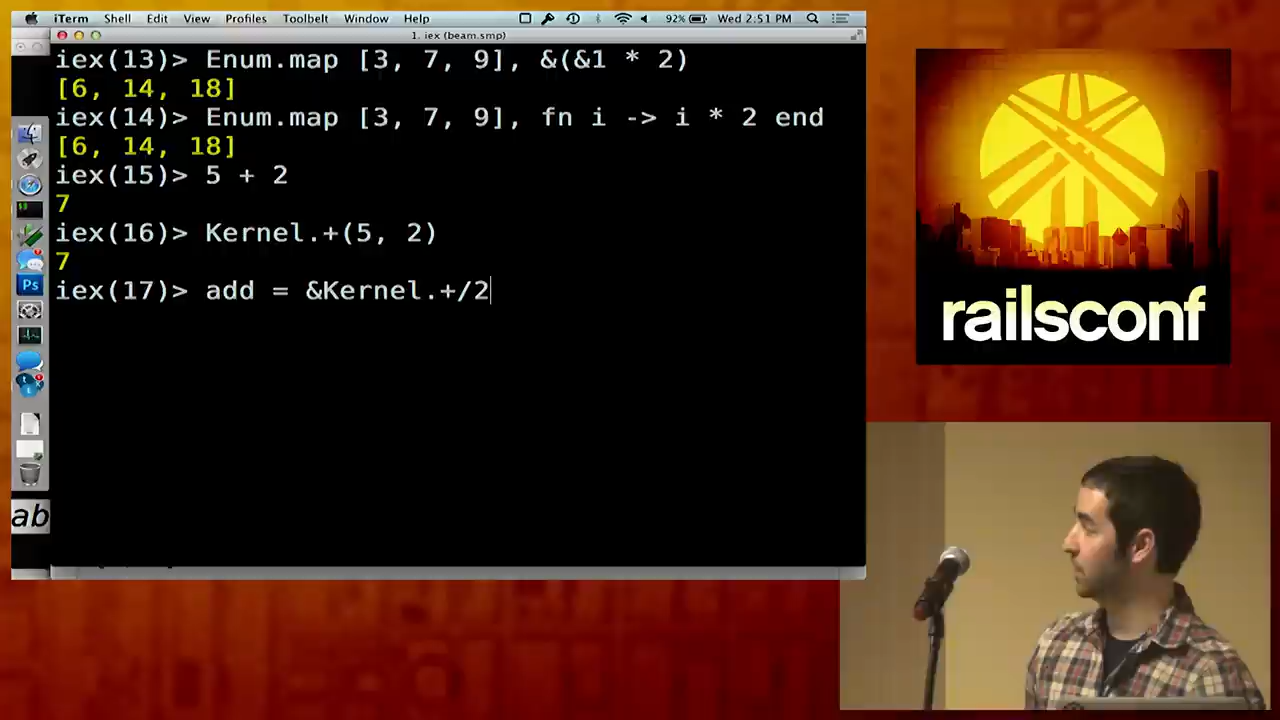 iTerm Shell Edit View Profiles Toolbelt Window Help 92% Wed 2:51 PM
1. iex (beam.smp)
iex(13)> Enum.map [3, 7, 9], &(&1 * 2)
[6, 14, 18]
iex(14)> Enum.map [3, 7, 9], fn i -> i * 2 end
[6, 14, 18]
iex(15)> 5 + 2
7
iex(16)> Kernel.+(5, 2)
7
iex(17)> add = &Kernel.+/2
Ps
ab
railsconf